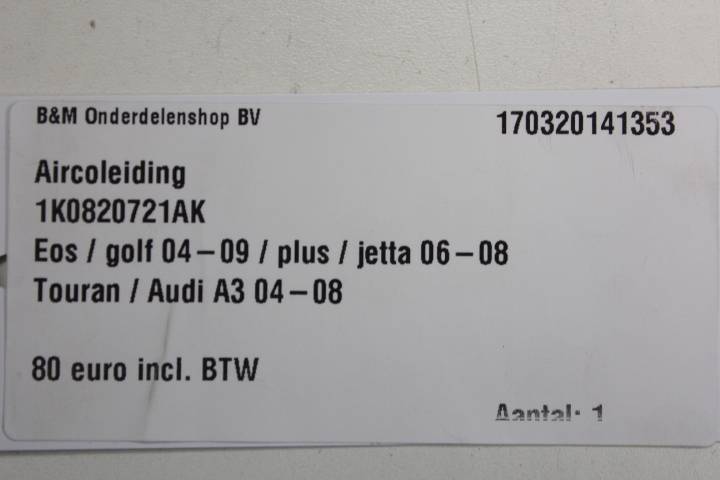 B&M Onderdelenshop BV 170320141353
Aircoleiding
1K0820721AK
Eos / golf 04-09 / plus / jetta 06-08
Touran / Audi A3 04-08
80 euro incl. BTW
Aantal: 1